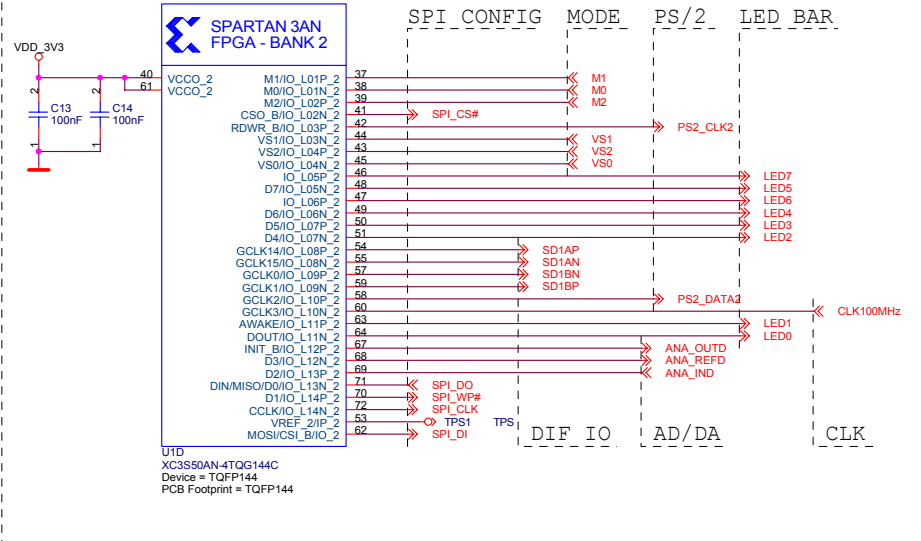 SPI CONFIG MODE PS/2 LED BAR
SPARTAN 3AN
FPGA - BANK 2
VDD_3V3
40 VCCO_2
61 VCCO_2
2 C13 100nF 1
2 C14 100nF 1
M1/IO_L01P_2 37 M1
M0/IO_L01N_2 38 M0
M2/IO_L02P_2 39 M2
CSO_B/IO_L02N_2 41 SPI_CS#
RDWR_B/IO_L03P_2 42 PS2_CLK2
VS1/IO_L03N_2 44 VS1
VS2/IO_L04P_2 43 VS2
VS0/IO_L04N_2 45 VS0
IO_L05P_2 46 LED7
D7/IO_L05N_2 48 LED5
IO_L06P_2 47 LED6
D6/IO_L06N_2 49 LED4
D5/IO_L07P_2 50 LED3
D4/IO_L07N_2 51 LED2
GCLK14/IO_L08P_2 54 SD1AP
GCLK15/IO_L08N_2 55 SD1AN
GCLK0/IO_L09P_2 57 SD1BN
GCLK1/IO_L09N_2 59 SD1BP
GCLK2/IO_L10P_2 58 PS2_DATA2
GCLK3/IO_L10N_2 60 CLK100MHz
AWAKE/IO_L11P_2 63 LED1
DOUT/IO_L11N_2 64 LED0
INIT_B/IO_L12P_2 67 ANA_OUTD
D3/IO_L12N_2 68 ANA_REFD
D2/IO_L13P_2 69 ANA_IND
DIN/MISO/D0/IO_L13N_2 71 SPI_DO
D1/IO_L14P_2 70 SPI_WP#
CCLK/IO_L14N_2 72 SPI_CLK
VREF_2/IP_2 53 TPS1 TPS
MOSI/CSI_B/IO_2 62 SPI_DI
DIF IO AD/DA CLK
U1D
XC3S50AN-4TQG144C
Device = TQFP144
PCB Footprint = TQFP144